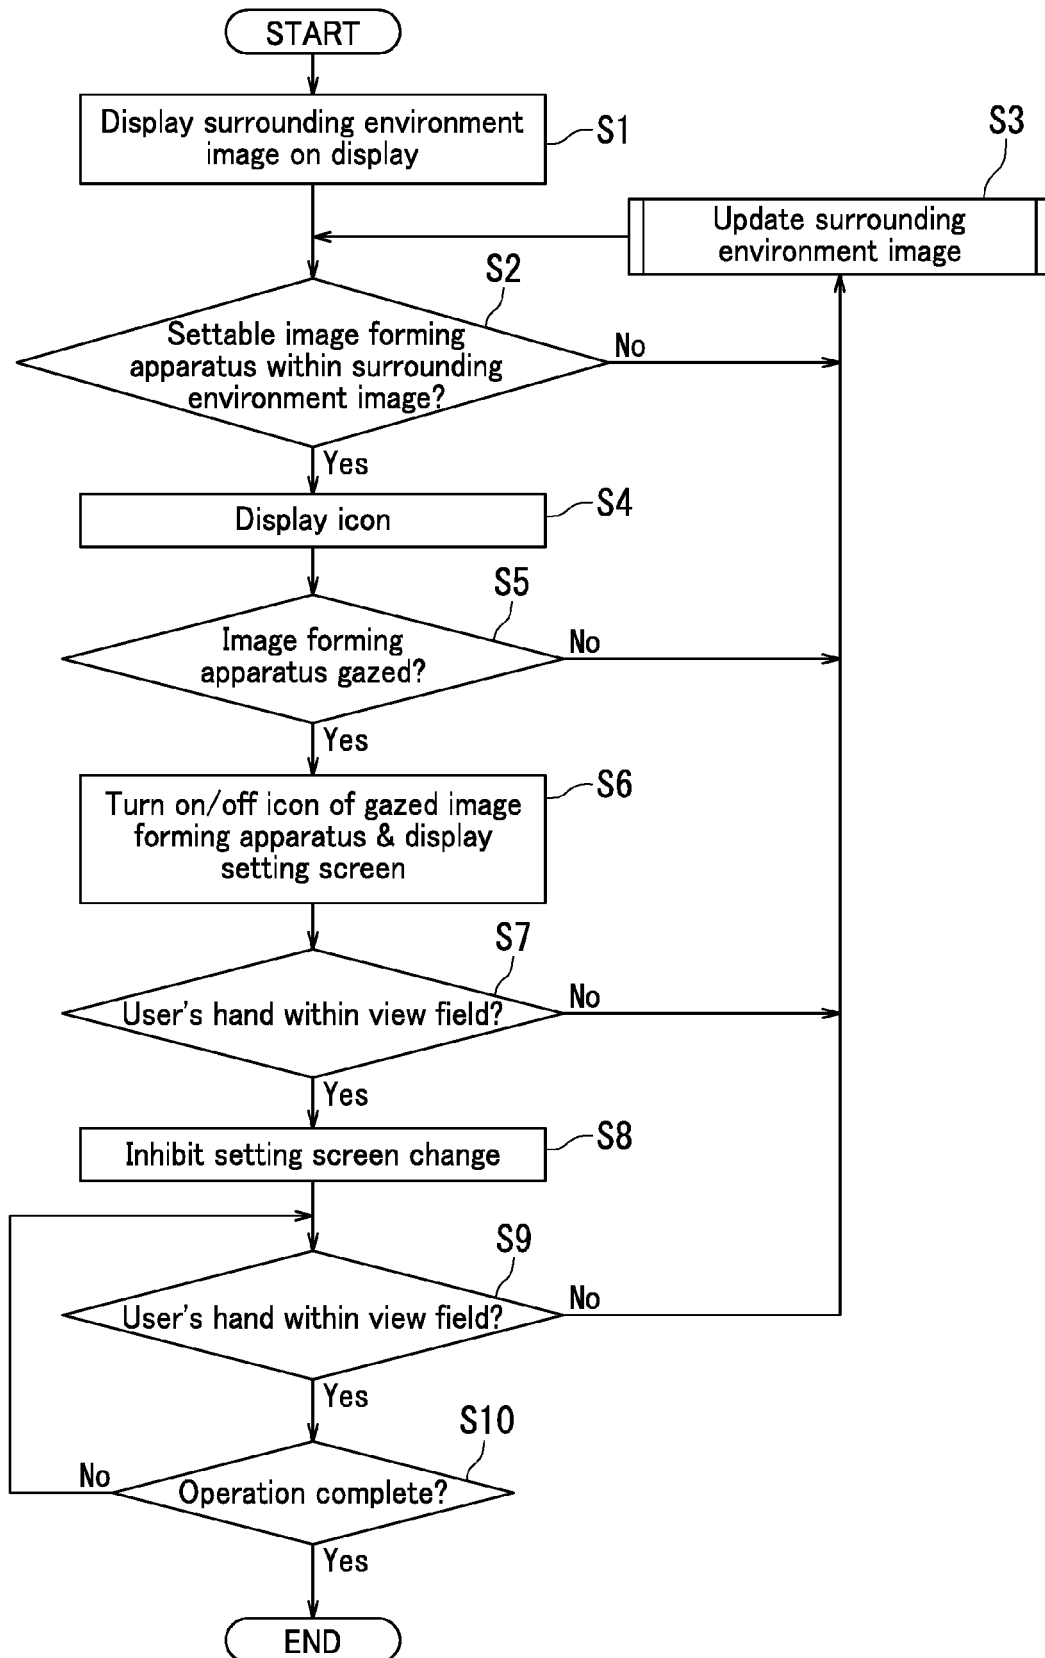 START
Display surrounding environment
image on display
S1
S3
Update surrounding
environment image
S2
Settable image forming
apparatus within surrounding
environment image?
No
Yes
Display icon
S4
S5
Image forming
apparatus gazed?
No
Yes
S6
Turn on/off icon of gazed image
forming apparatus & display
setting screen
S7
User's hand within view field?
No
Yes
Inhibit setting screen change
S8
S9
User's hand within view field?
No
Yes
S10
No
Operation complete?
Yes
END